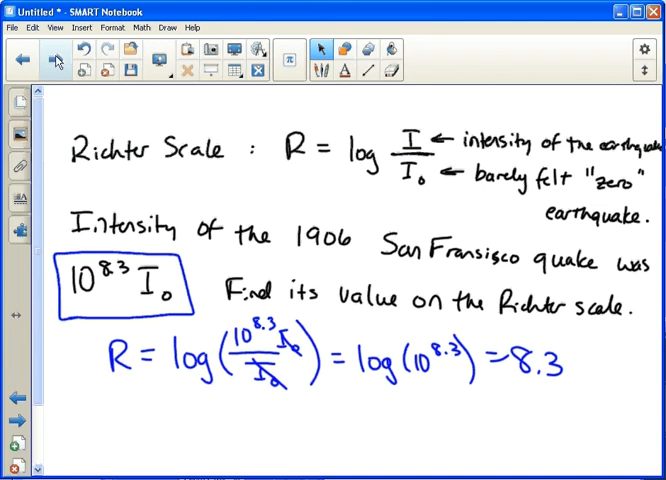 Untitled * - SMART Notebook
File Edit View Insert Format Tools Draw Help
Richter Scale : R = log I/I₀ ← intensity of the earthquake
← barely felt "zero"
earthquake.
Intensity of the 1906 San Fransisco quake was
10^8.3 I₀ Find its value on the Richter scale.
R = log(10^8.3 I₀/I₀) = log(10^8.3) = 8.3